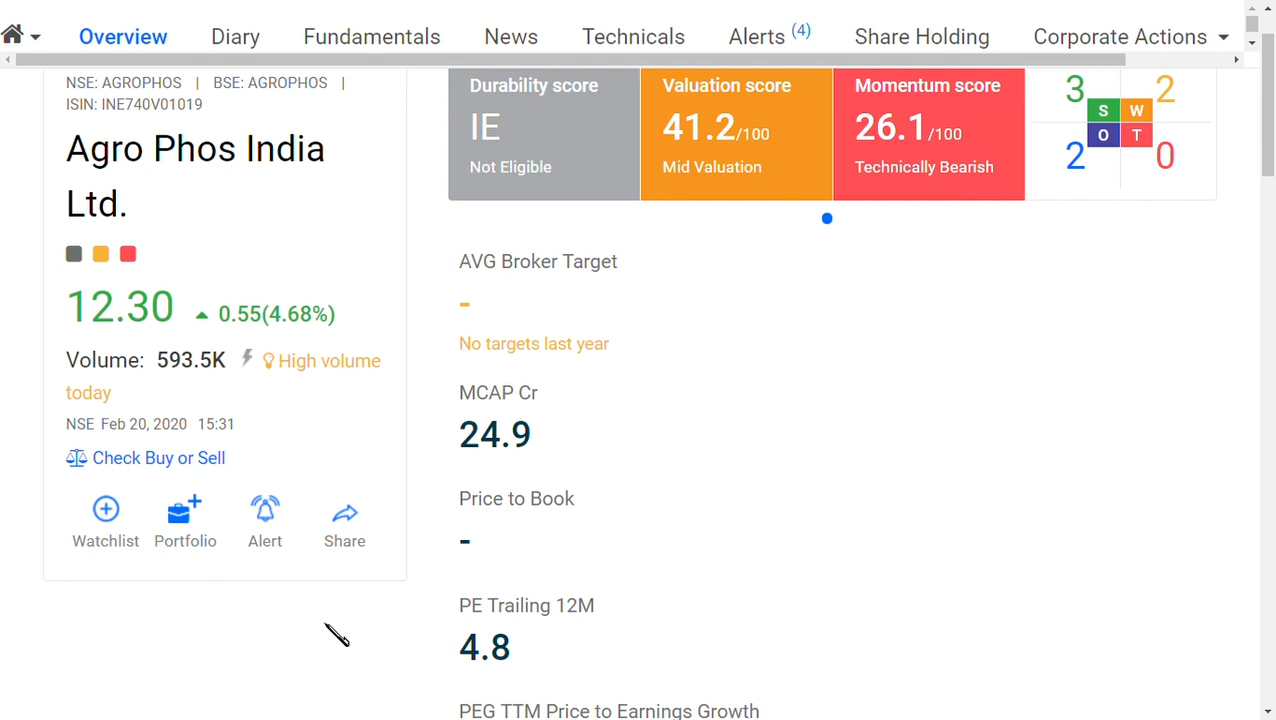 Overview Diary Fundamentals News Technicals Alerts (4) Share Holding Corporate Actions
NSE: AGROPHOS | BSE: AGROPHOS |
ISIN: INE740V01019
Agro Phos India
Ltd.
12.30 0.55(4.68%)
Volume: 593.5K High volume
today
NSE Feb 20, 2020 15:31
Check Buy or Sell
Watchlist Portfolio Alert Share
Durability score
IE
Not Eligible
Valuation score
41.2/100
Mid Valuation
Momentum score
26.1/100
Technically Bearish
3 2
S W
O T
2 0
AVG Broker Target
-
No targets last year
MCAP Cr
24.9
Price to Book
-
PE Trailing 12M
4.8
PEG TTM Price to Earnings Growth